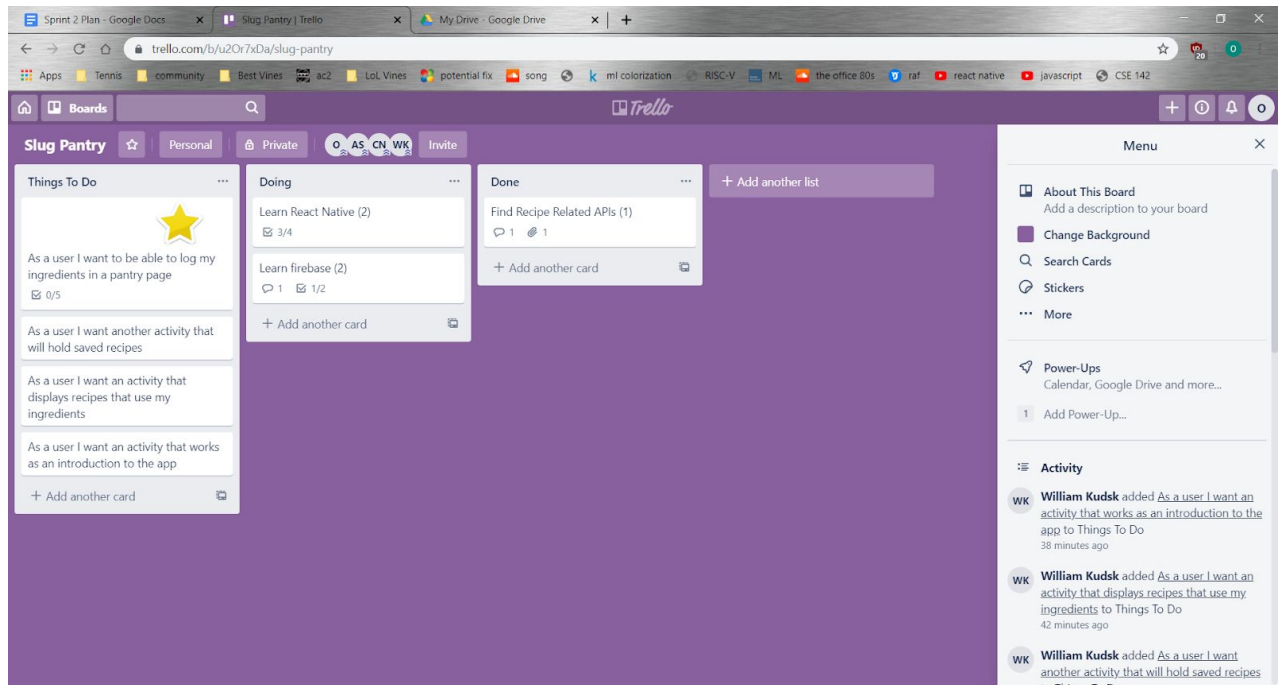 Sprint 2 Plan - Google Docs
Slug Pantry | Trello
My Drive - Google Drive
trello.com/b/u2Or7xDa/slug-pantry
20
O
Apps
Tennis
community
Best Vines
ac2
LoL Vines
potential fix
song
k
ml colorization
RISC-V
ML
the office 80s
raf
react native
javascript
CSE 142
Boards
Trello
O
Slug Pantry
Personal
Private
O
AS
CN
WK
Invite
Things To Do
As a user I want to be able to log my
ingredients in a pantry page
0/5
As a user I want another activity that
will hold saved recipes
As a user I want an activity that
displays recipes that use my
ingredients
As a user I want an activity that works
as an introduction to the app
+ Add another card
Doing
Learn React Native (2)
3/4
Learn firebase (2)
1
1/2
+ Add another card
Done
Find Recipe Related APIs (1)
1
1
+ Add another card
+ Add another list
Menu
About This Board
Add a description to your board
Change Background
Search Cards
Stickers
More
Power-Ups
Calendar, Google Drive and more...
1 Add Power-Up...
Activity
WK
William Kudsk added As a user I want an
activity that works as an introduction to the
app to Things To Do
38 minutes ago
WK
William Kudsk added As a user I want an
activity that displays recipes that use my
ingredients to Things To Do
42 minutes ago
WK
William Kudsk added As a user I want
another activity that will hold saved recipes